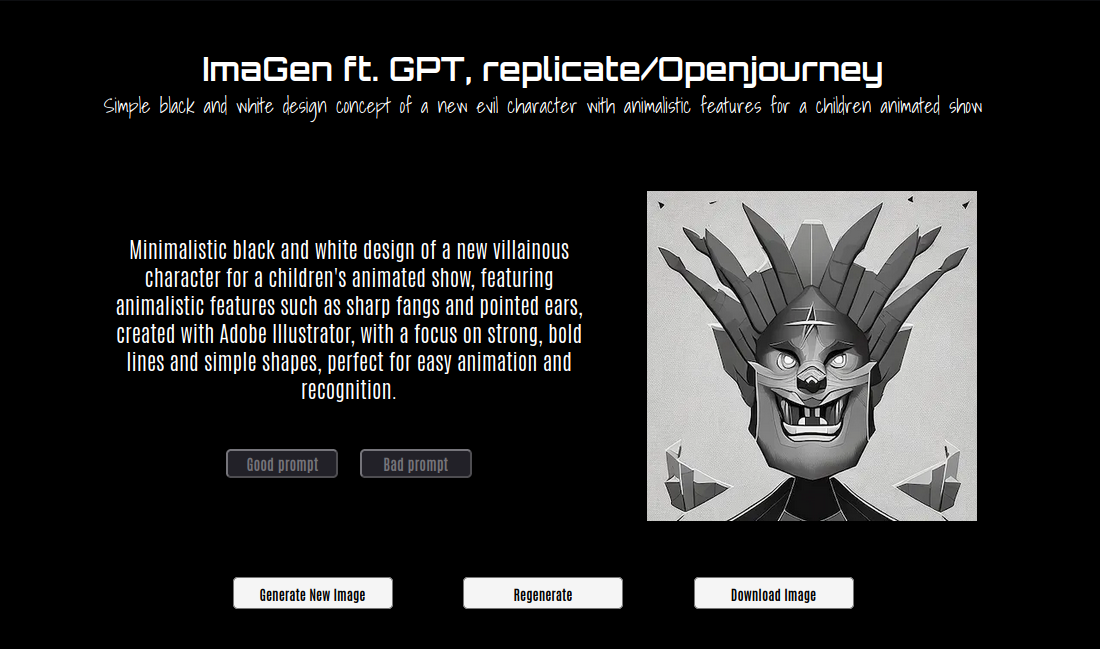 ImaGen ft. GPT, replicate/Openjourney
Simple black and white design concept of a new evil character with animalistic features for a children animated show
Minimalistic black and white design of a new villainous
character for a children's animated show, featuring
animalistic features such as sharp fangs and pointed ears,
created with Adobe Illustrator, with a focus on strong, bold
lines and simple shapes, perfect for easy animation and
recognition.
Good prompt
Bad prompt
Generate New Image
Regenerate
Download Image